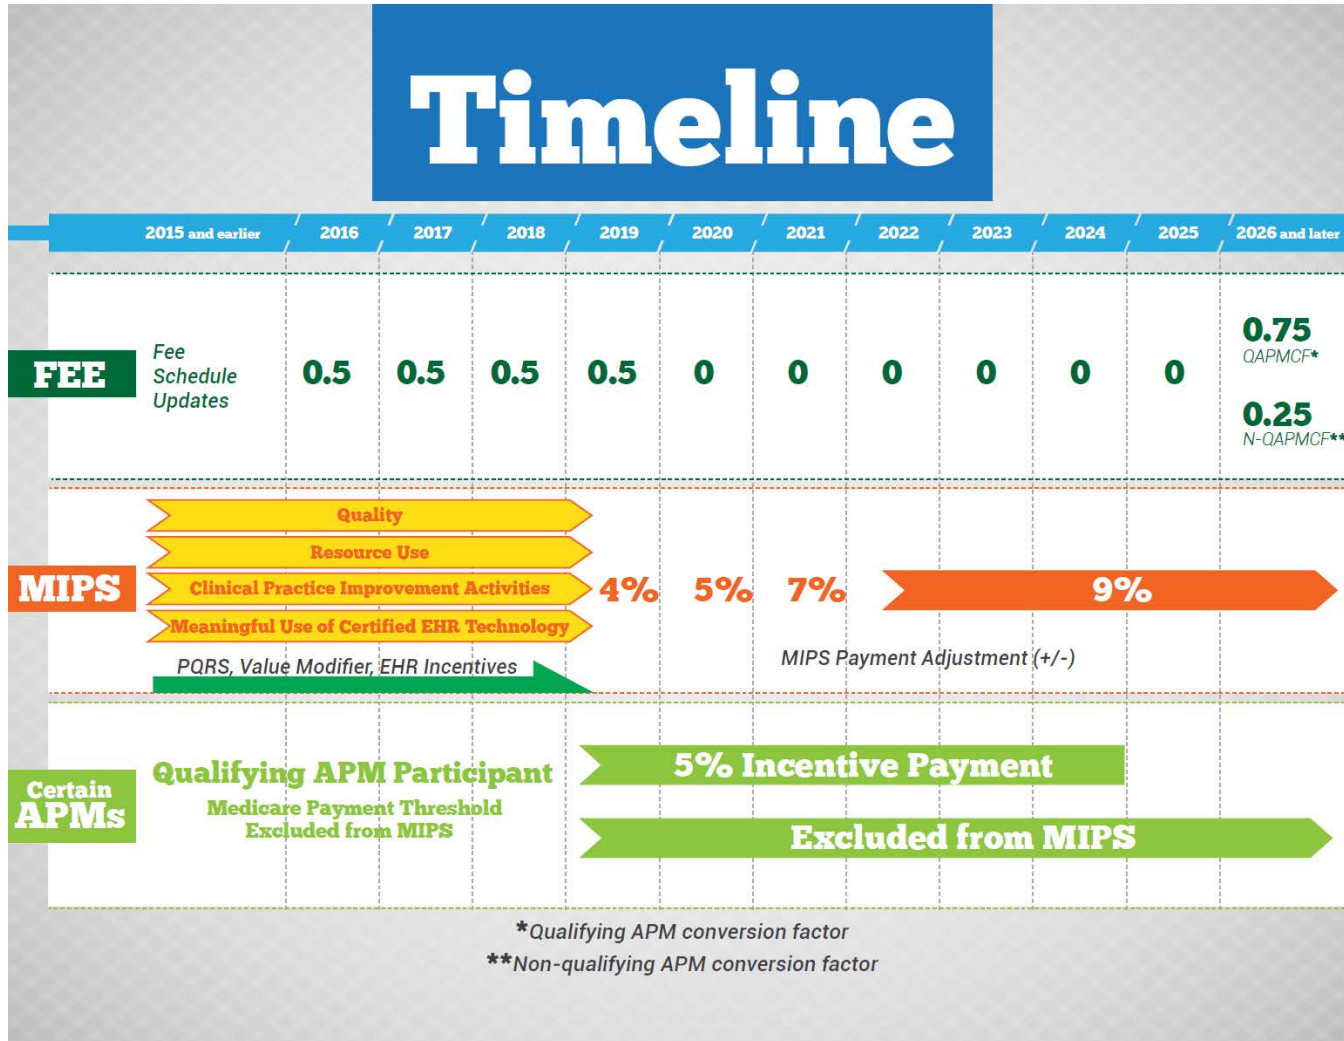 Timeline
2015 and earlier 2016 2017 2018 2019 2020 2021 2022 2023 2024 2025 2026 and later
FEE
Fee
Schedule
Updates
0.5 0.5 0.5 0.5 0 0 0 0 0 0
0.75
QAPMCF*
0.25
N-QAPMCF**
MIPS
Quality
Resource Use
Clinical Practice Improvement Activities
Meaningful Use of Certified EHR Technology
PQRS, Value Modifier, EHR Incentives
4% 5% 7% 9%
MIPS Payment Adjustment (+/-)
Certain
APMs
Qualifying APM Participant
Medicare Payment Threshold
Excluded from MIPS
5% Incentive Payment
Excluded from MIPS
*Qualifying APM conversion factor
**Non-qualifying APM conversion factor